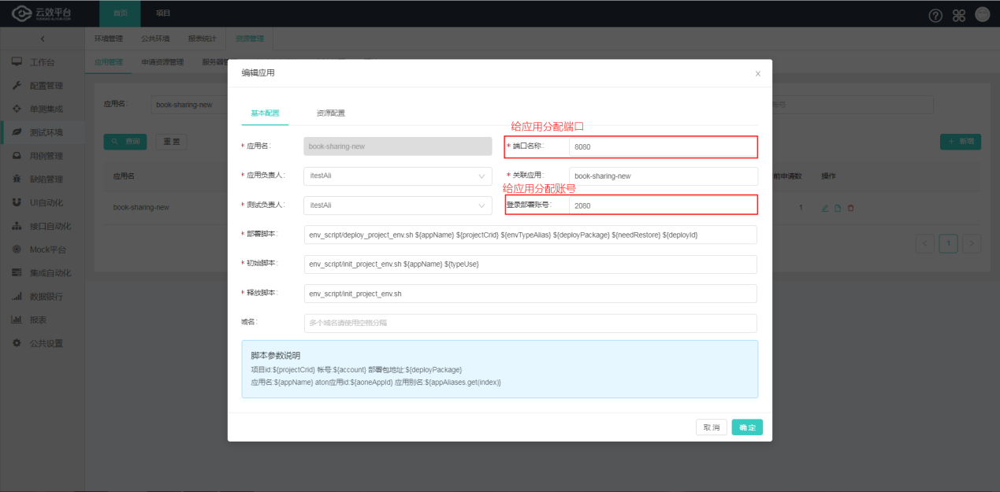 云效平台
首页 项目
环境管理 公共环境 报表统计 资源管理
应用管理 申请资源管理 服务器管
工作台
配置管理
单测集成
测试环境
用例管理
缺陷管理
UI自动化
接口自动化
Mock平台
集成自动化
数据银行
报表
公共设置
应用名: book-sharing-new
查询 重置
+ 新增
应用名 前申请数 操作
book-sharing-new 1
< 1 >
编辑应用 x
基本配置 资源配置
给应用分配端口
* 应用名: book-sharing-new * 端口名称: 8080
* 应用负责人: itestAli * 关联应用: book-sharing-new
给应用分配账号
* 测试负责人: itestAli 登录部署账号: 2080
* 部署脚本: env_script/deploy_project_env.sh ${appName} ${projectCrid} ${envTypeAlias} ${deployPackage} ${needRestore} ${deployId}
* 初始脚本: env_script/init_project_env.sh ${appName} ${typeUse}
* 释放脚本: env_script/init_project_env.sh
域名: 多个域名请使用空格分隔
脚本参数说明
项目id:${projectCrid} 帐号:${account} 部署包地址:${deployPackage}
应用名:${appName} aton应用id:${aoneAppId} 应用别名:${appAliases.get(index)}
取 消 确 定